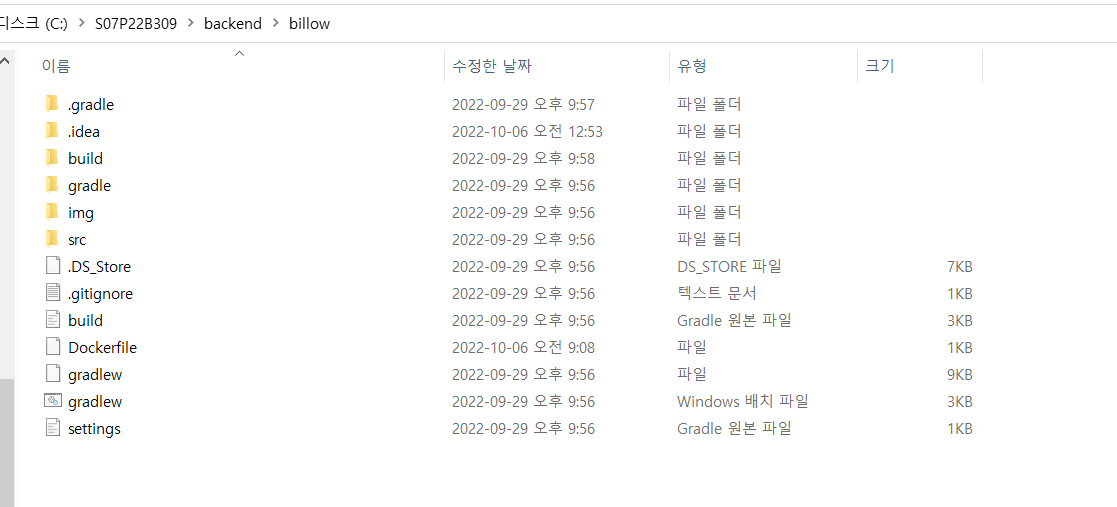 디스크 (C:) > S07P22B309 > backend > billow
이름 수정한 날짜 유형 크기
.gradle 2022-09-29 오후 9:57 파일 폴더
.idea 2022-10-06 오전 12:53 파일 폴더
build 2022-09-29 오후 9:58 파일 폴더
gradle 2022-09-29 오후 9:56 파일 폴더
img 2022-09-29 오후 9:56 파일 폴더
src 2022-09-29 오후 9:56 파일 폴더
.DS_Store 2022-09-29 오후 9:56 DS_STORE 파일 7KB
.gitignore 2022-09-29 오후 9:56 텍스트 문서 1KB
build 2022-09-29 오후 9:56 Gradle 원본 파일 3KB
Dockerfile 2022-10-06 오전 9:08 파일 1KB
gradlew 2022-09-29 오후 9:56 파일 9KB
gradlew 2022-09-29 오후 9:56 Windows 배치 파일 3KB
settings 2022-09-29 오후 9:56 Gradle 원본 파일 1KB